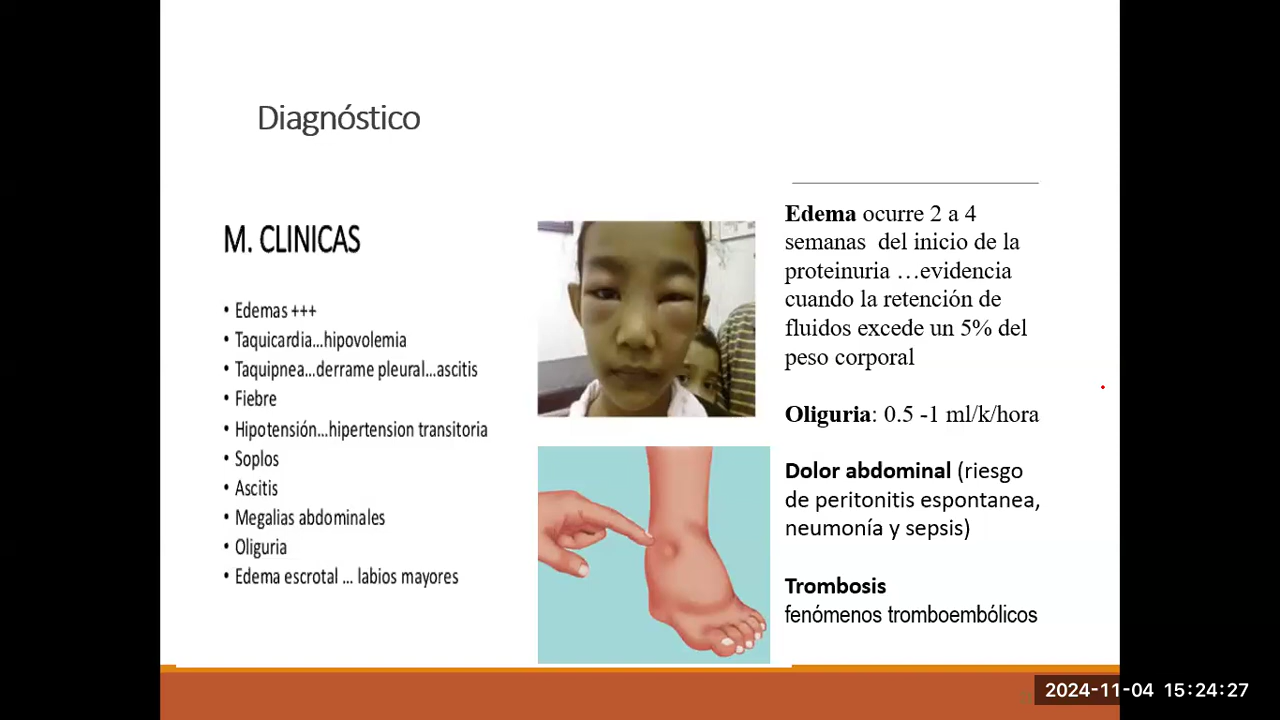 Diagnóstico
M. CLINICAS
• Edemas +++
• Taquicardia...hipovolemia
• Taquipnea...derrame pleural...ascitis
• Fiebre
• Hipotensión...hipertension transitoria
• Soplos
• Ascitis
• Megalias abdominales
• Oliguria
• Edema escrotal ... labios mayores
Edema ocurre 2 a 4
semanas del inicio de la
proteinuria …evidencia
cuando la retención de
fluidos excede un 5% del
peso corporal
Oliguria: 0.5 -1 ml/k/hora
Dolor abdominal (riesgo
de peritonitis espontanea,
neumonía y sepsis)
Trombosis
fenómenos tromboembólicos
2024-11-04 15:24:27